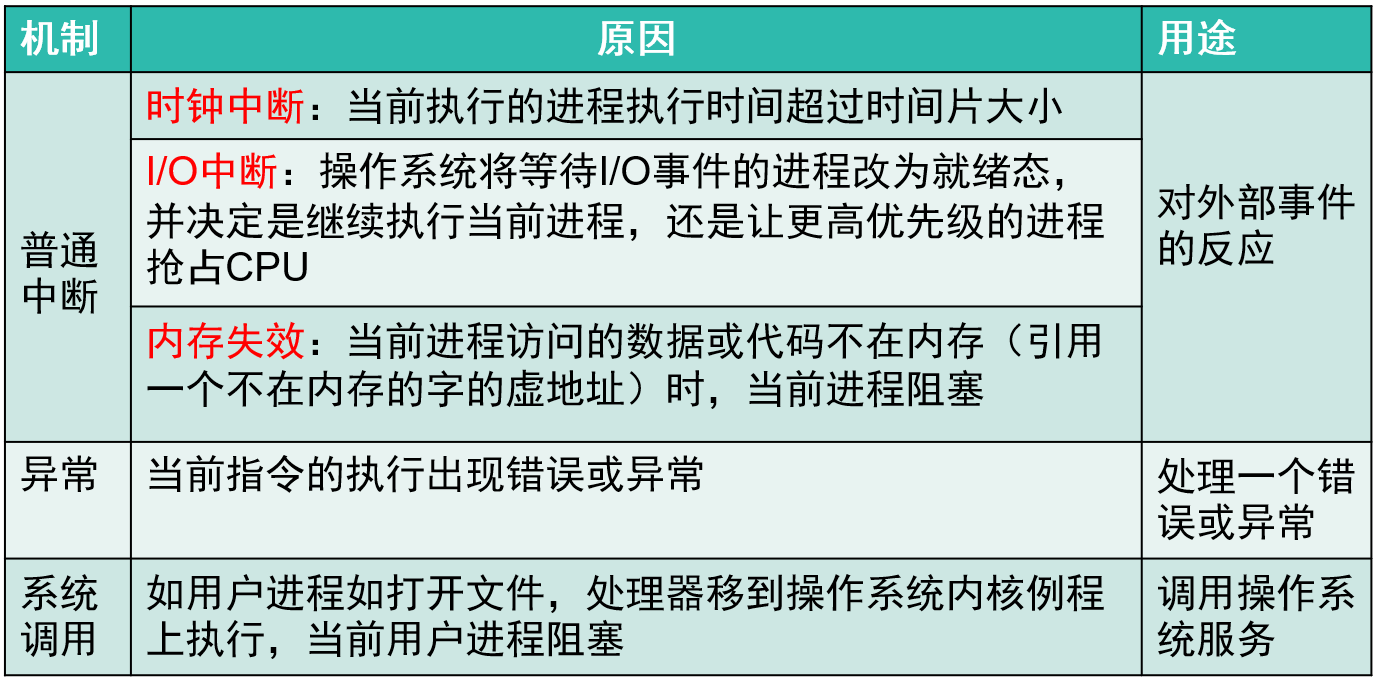 机制 原因 用途
时钟中断：当前执行的进程执行时间超过时间片大小
I/O中断：操作系统将等待I/O事件的进程改为就绪态，
并决定是继续执行当前进程，还是让更高优先级的进程
抢占CPU
内存失效：当前进程访问的数据或代码不在内存（引用
一个不在内存的字的虚地址）时，当前进程阻塞
普通
中断
对外部事件
的反应
异常
当前指令的执行出现错误或异常
处理一个错
误或异常
系统
调用
如用户进程如打开文件，处理器移到操作系统内核例程
上执行，当前用户进程阻塞
调用操作系
统服务